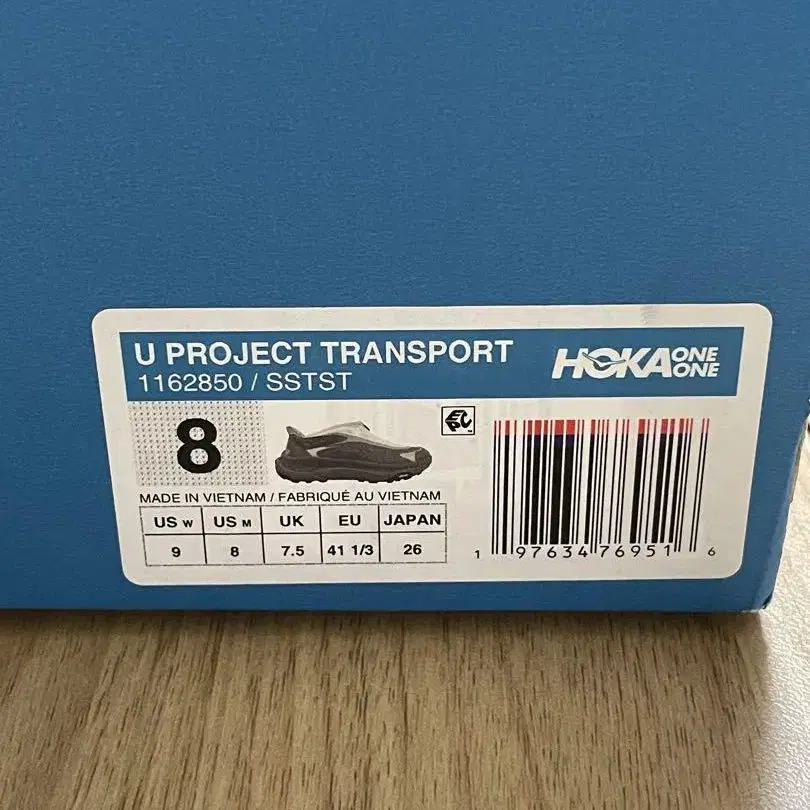 U PROJECT TRANSPORT
1162850 / SSTST
HOKA ONE ONE
8
EPC
MADE IN VIETNAM / FABRIQUÉ AU VIETNAM
US W US M UK EU JAPAN
9 8 7.5 41 1/3 26
1 97634 76951 6